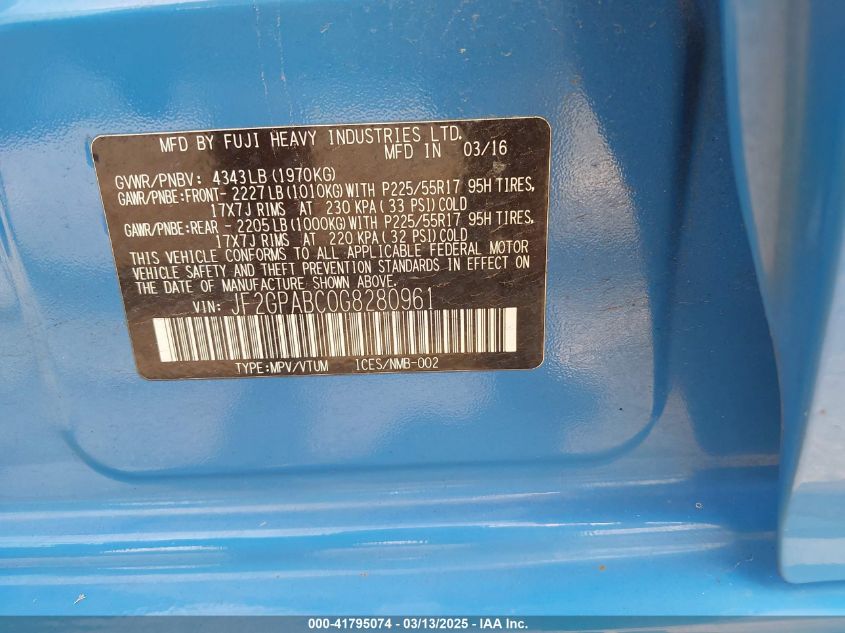 MFD BY FUJI HEAVY INDUSTRIES LTD.
MFD IN 03/16
GVWR/PNBV: 4343LB(1970KG)
GAWR/PNBE:FRONT- 2227LB(1010KG)WITH P225/55R17 95H TIRES,
17X7J RIMS AT 230 KPA( 33 PSI)COLD
GAWR/PNBE:REAR - 2205LB(1000KG)WITH P225/55R17 95H TIRES,
17X7J RIMS AT 220 KPA(32 PSI)COLD
THIS VEHICLE CONFORMS TO ALL APPLICABLE FEDERAL MOTOR
VEHICLE SAFETY AND THEFT PREVENTION STANDARDS IN EFFECT ON
THE DATE OF MANUFACTURE SHOWN ABOVE.
VIN: JF2GPABC0G8280961
TYPE:MPV/VTUM ICES/NMB-002
000-41795074 - 03/13/2025 - IAA Inc.